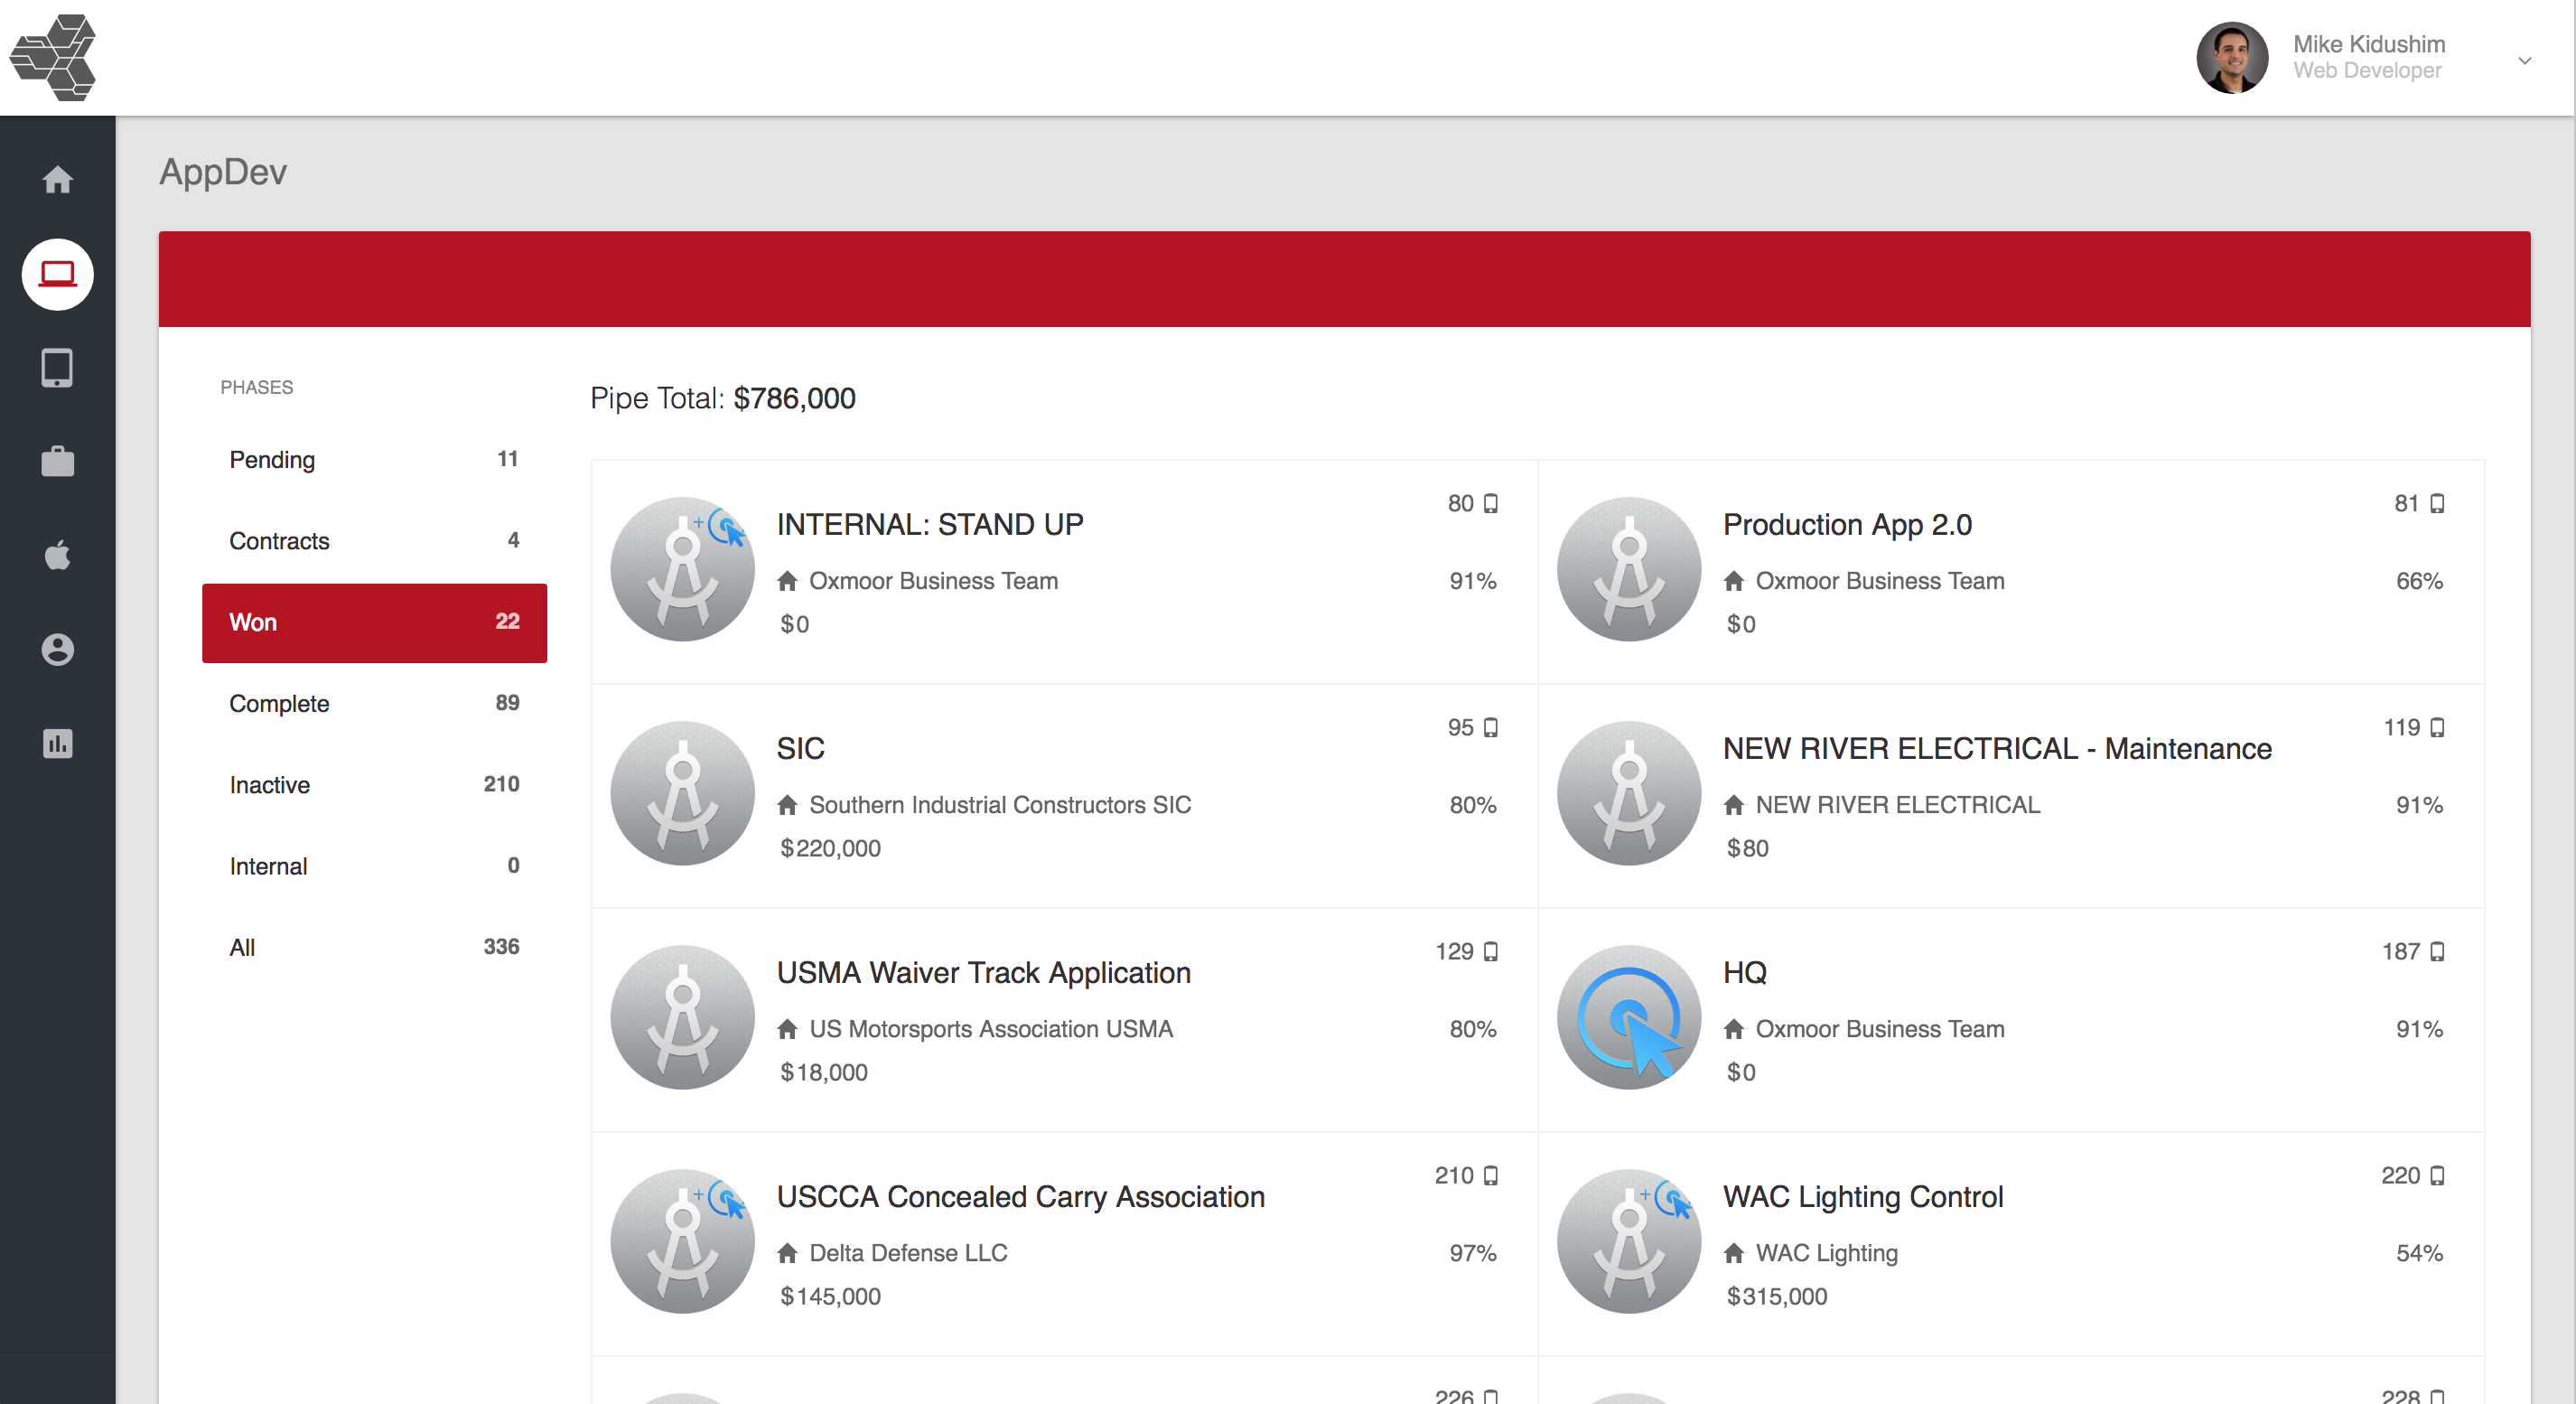 Mike Kidushim
Web Developer
AppDev
PHASES
Pending 11
Contracts 4
Won 22
Complete 89
Inactive 210
Internal 0
All 336
Pipe Total: $786,000
INTERNAL: STAND UP
80
Oxmoor Business Team
91%
$0
Production App 2.0
81
Oxmoor Business Team
66%
$0
SIC
95
Southern Industrial Constructors SIC
80%
$220,000
NEW RIVER ELECTRICAL - Maintenance
119
NEW RIVER ELECTRICAL
91%
$80
USMA Waiver Track Application
129
US Motorsports Association USMA
80%
$18,000
HQ
187
Oxmoor Business Team
91%
$0
USCCA Concealed Carry Association
210
Delta Defense LLC
97%
$145,000
WAC Lighting Control
220
WAC Lighting
54%
$315,000
226
228